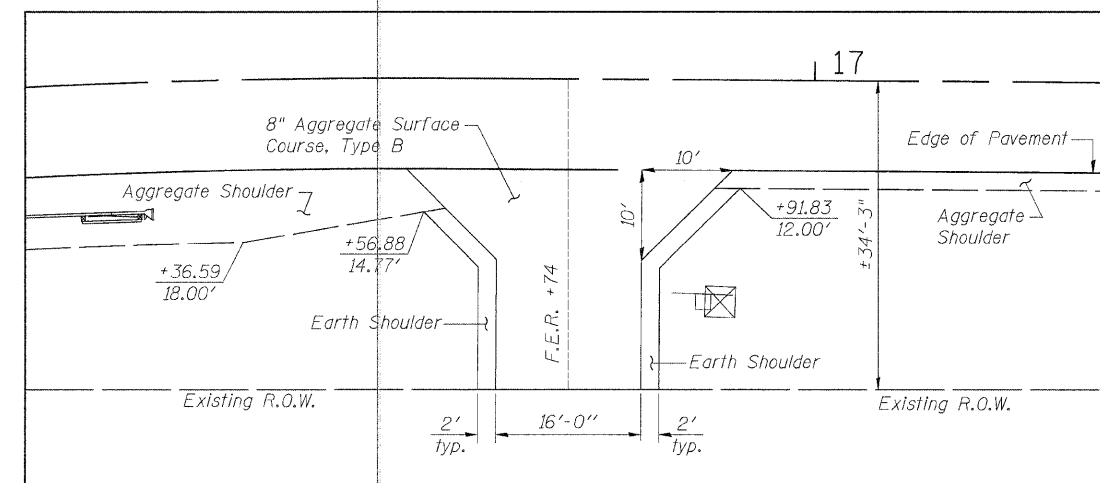 17
8" Aggregate Surface
Course, Type B
Edge of Pavement
10'
Aggregate Shoulder
10'
+91.83
12.00'
Aggregate
Shoulder
±34'-3"
+56.88
14.77'
+36.59
18.00'
F.E.R. +74
Earth Shoulder
Earth Shoulder
Existing R.O.W.
Existing R.O.W.
2'
typ.
16'-0"
2'
typ.